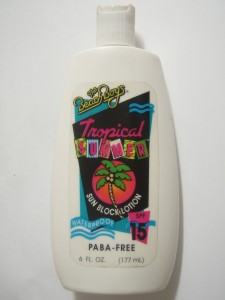 the
Beach Boys
Tropical
SUMMER
SUN BLOCK LOTION
WATERPROOF
SPF
15
PABA-FREE
6 FL. OZ. (177 mL)